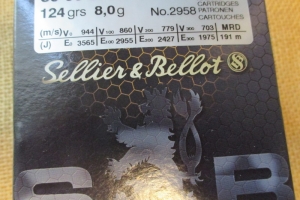 CARTRIDGES
124 grs 8,0g No.2958 PATRONEN
CARTOUCHES
(m/s) V0 944 V100 860 V200 779 V300 703 MRD
(J) E0 3565 E100 2955 E200 2427 E300 1975 191 m
Sellier & Bellot S
S B